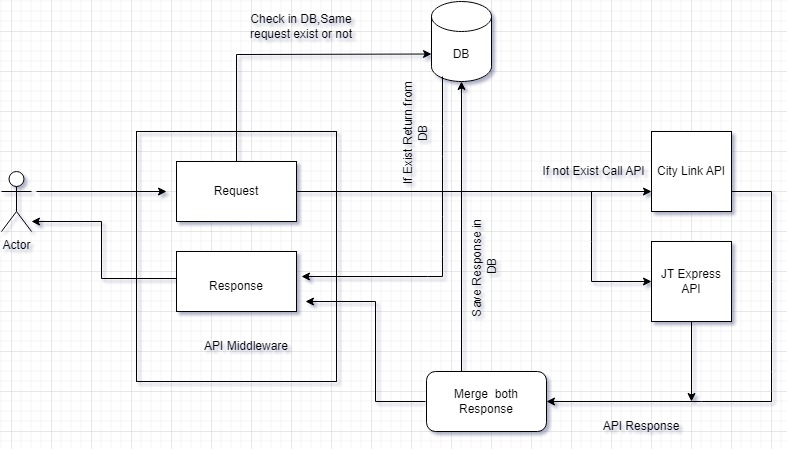 Check in DB,Same
request exist or not
DB
If Exist Return from
DB
Request
If not Exist Call API
City Link API
Actor
Save Response in
DB
Response
JT Express
API
API Middleware
Merge both
Response
API Response